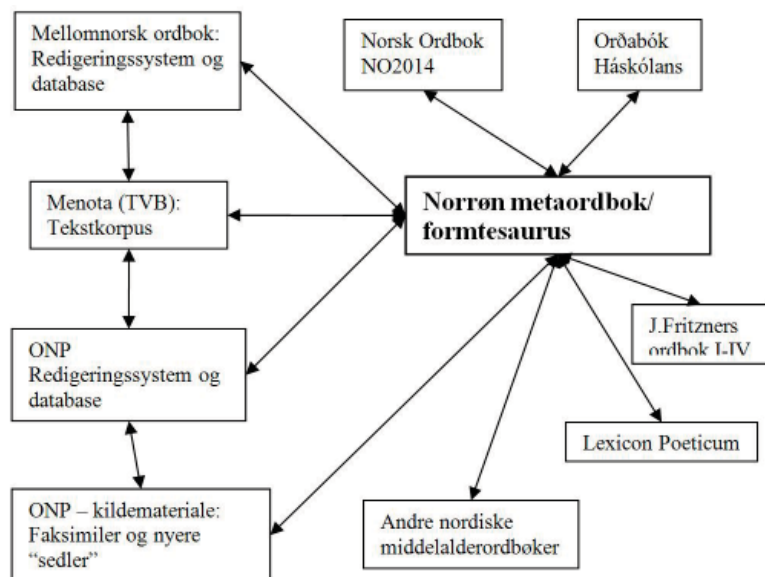 Mellomnorsk ordbok:
Redigeringssystem og
database
Norsk Ordbok
NO2014
Orðabók
Háskólans
Menota (TVB):
Tekstkorpus
Norrøn metaordbok/
formtesaurus
ONP
Redigeringssystem og
database
J.Fritzners
ordbok I-IV
Lexicon Poeticum
ONP – kildemateriale:
Faksimiler og nyere
“sedler”
Andre nordiske
middelalderordbøker